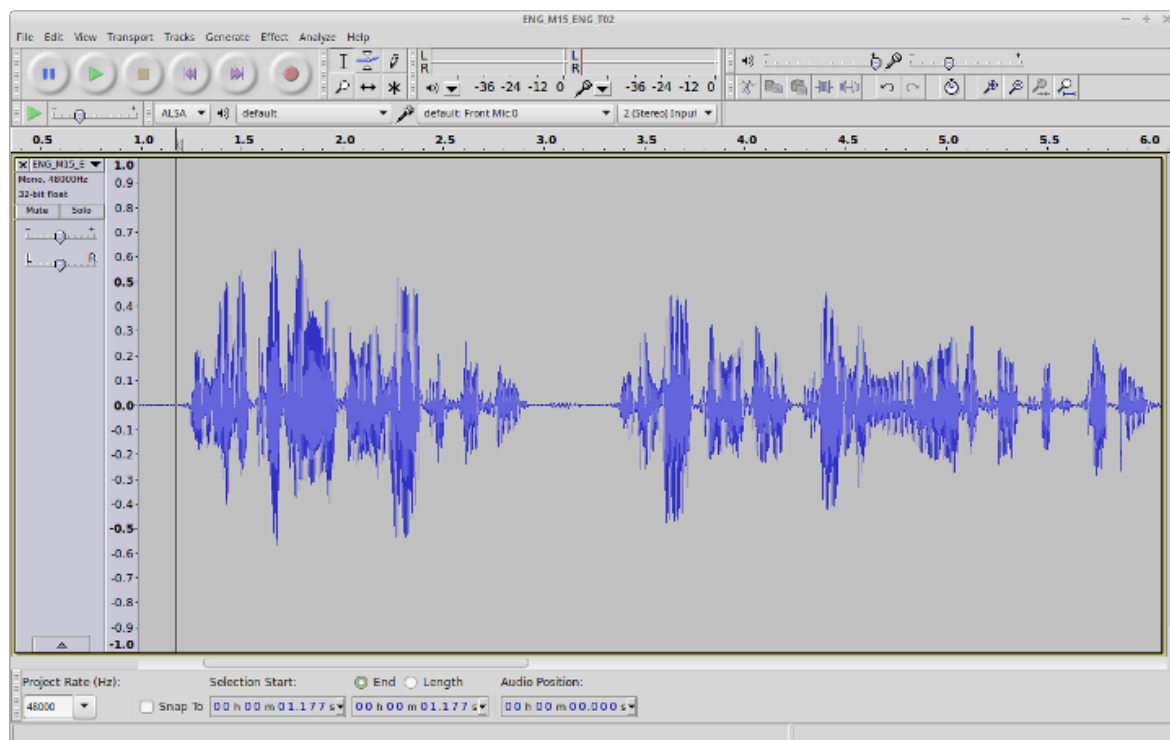 ENG_M15_ENG_T02
File Edit View Transport Tracks Generate Effect Analyze Help
L
R
L
R
-36 -24 -12 0
-36 -24 -12 0
ALSA default default: Front Mic:0 2 (Stereo) Input
0.5 1.0 1.5 2.0 2.5 3.0 3.5 4.0 4.5 5.0 5.5 6.0
ENG_M15_E
Mono, 48000Hz
32-bit float
Mute Solo
- +
L R
1.0
0.9
0.8
0.7
0.6
0.5
0.4
0.3
0.2
0.1
0.0
-0.1
-0.2
-0.3
-0.4
-0.5
-0.6
-0.7
-0.8
-0.9
-1.0
Project Rate (Hz): Selection Start: End Length Audio Position:
48000 Snap To 00 h 00 m 01.177 s 00 h 00 m 01.177 s 00 h 00 m 00.000 s